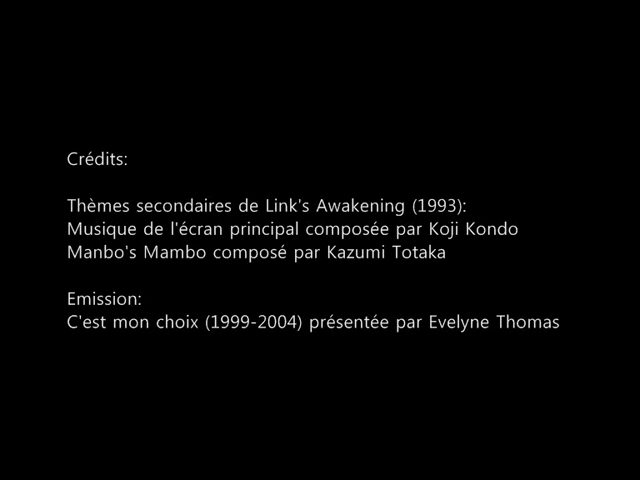 Crédits:
Thèmes secondaires de Link's Awakening (1993):
Musique de l'écran principal composée par Koji Kondo
Manbo's Mambo composé par Kazumi Totaka
Emission:
C'est mon choix (1999-2004) présentée par Evelyne Thomas